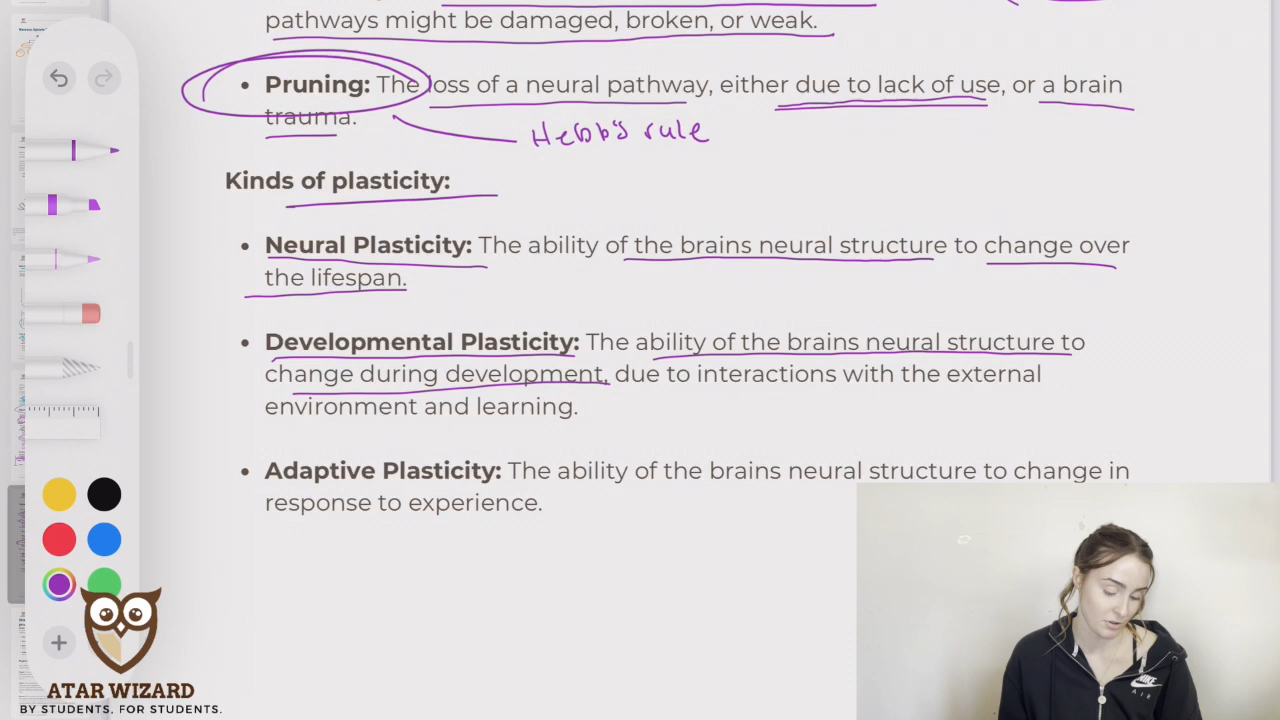 pathways might be damaged, broken, or weak.
• Pruning: The loss of a neural pathway, either due to lack of use, or a brain
trauma.
Hebb's rule
Kinds of plasticity:
• Neural Plasticity: The ability of the brains neural structure to change over
the lifespan.
• Developmental Plasticity: The ability of the brains neural structure to
change during development, due to interactions with the external
environment and learning.
• Adaptive Plasticity: The ability of the brains neural structure to change in
response to experience.
ATAR WIZARD
BY STUDENTS. FOR STUDENTS.
NIKE
AIR